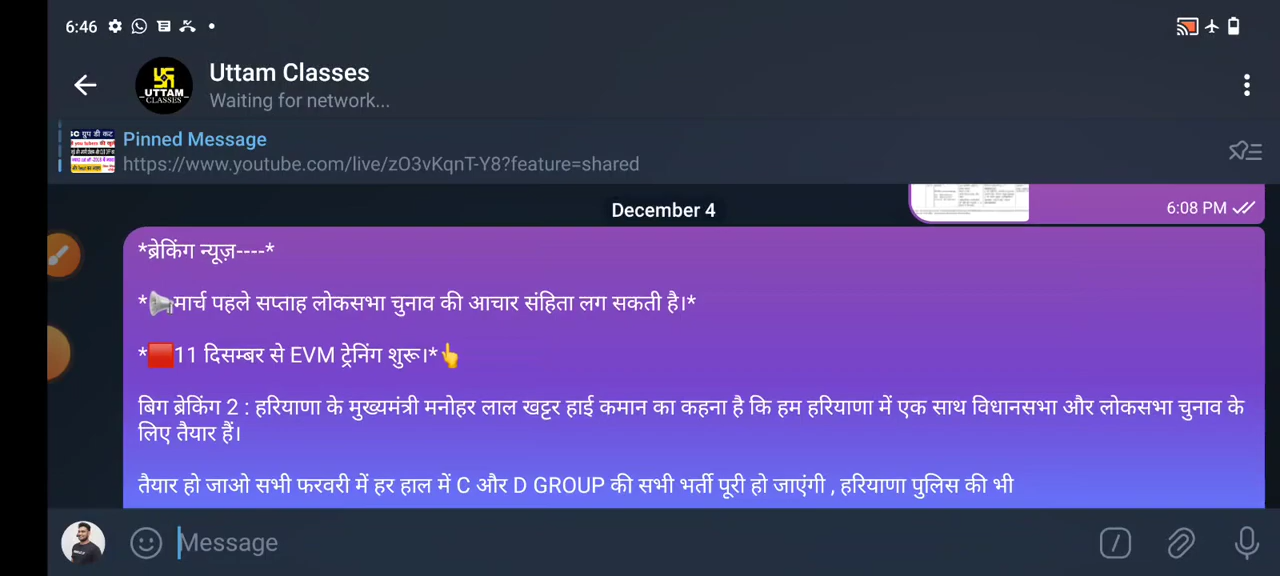 6:46
Uttam Classes
UTTAM
CLASSES
Waiting for network...
Pinned Message
https://www.youtube.com/live/zO3vKqnT-Y8?feature=shared
December 4
6:08 PM
*ब्रेकिंग न्यूज़----*
*📢मार्च पहले सप्ताह लोकसभा चुनाव की आचार संहिता लग सकती है।*
*🟥11 दिसम्बर से EVM ट्रेनिंग शुरू।*👆
बिग ब्रेकिंग 2 : हरियाणा के मुख्यमंत्री मनोहर लाल खट्टर हाई कमान का कहना है कि हम हरियाणा में एक साथ विधानसभा और लोकसभा चुनाव के
लिए तैयार हैं।
तैयार हो जाओ सभी फरवरी में हर हाल में C और D GROUP की सभी भर्ती पूरी हो जाएंगी , हरियाणा पुलिस की भी
Message